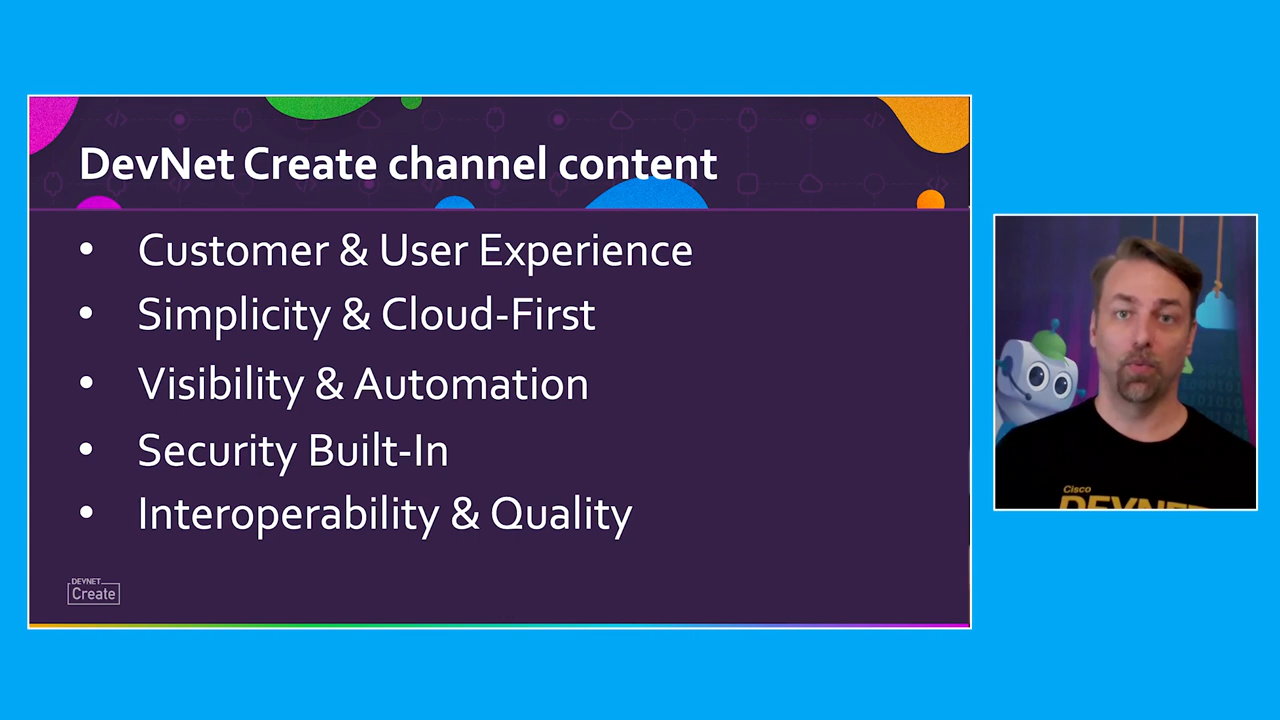 DevNet Create channel content
• Customer & User Experience
• Simplicity & Cloud-First
• Visibility & Automation
• Security Built-In
• Interoperability & Quality
DEVNET
Create
Cisco
DEVNET